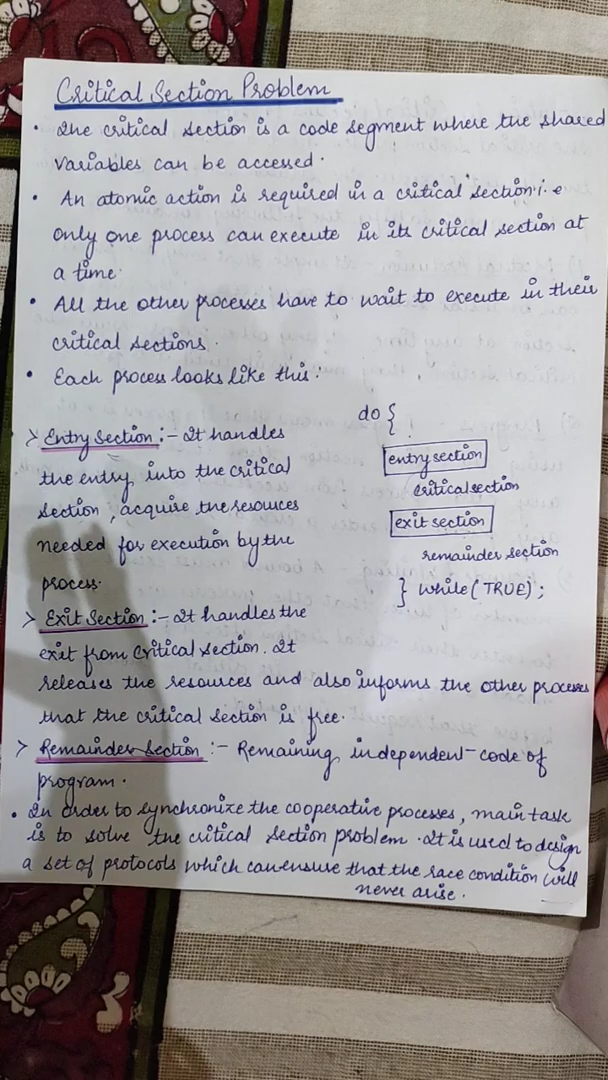 Critical Section Problem
• The critical section is a code segment where the shared
variables can be accessed.
• An atomic action is required in a critical section i.e
only one process can execute in its critical section at
a time.
• All the other processes have to wait to execute in their
critical sections.
• Each process looks like this:
do {
entry section
critical section
exit section
remainder section
} while (TRUE);
> Entry Section :- It handles
the entry into the critical
section, acquire the resources
needed for execution by the
process.
> Exit Section :- It handles the
exit from critical section. It
releases the resources and also informs the other processes
that the critical section is free.
> Remainder Section :- Remaining independent code of
program.
• In order to synchronize the cooperative processes, main task
is to solve the critical section problem. It is used to design
a set of protocols which can ensure that the race condition will
never arise.